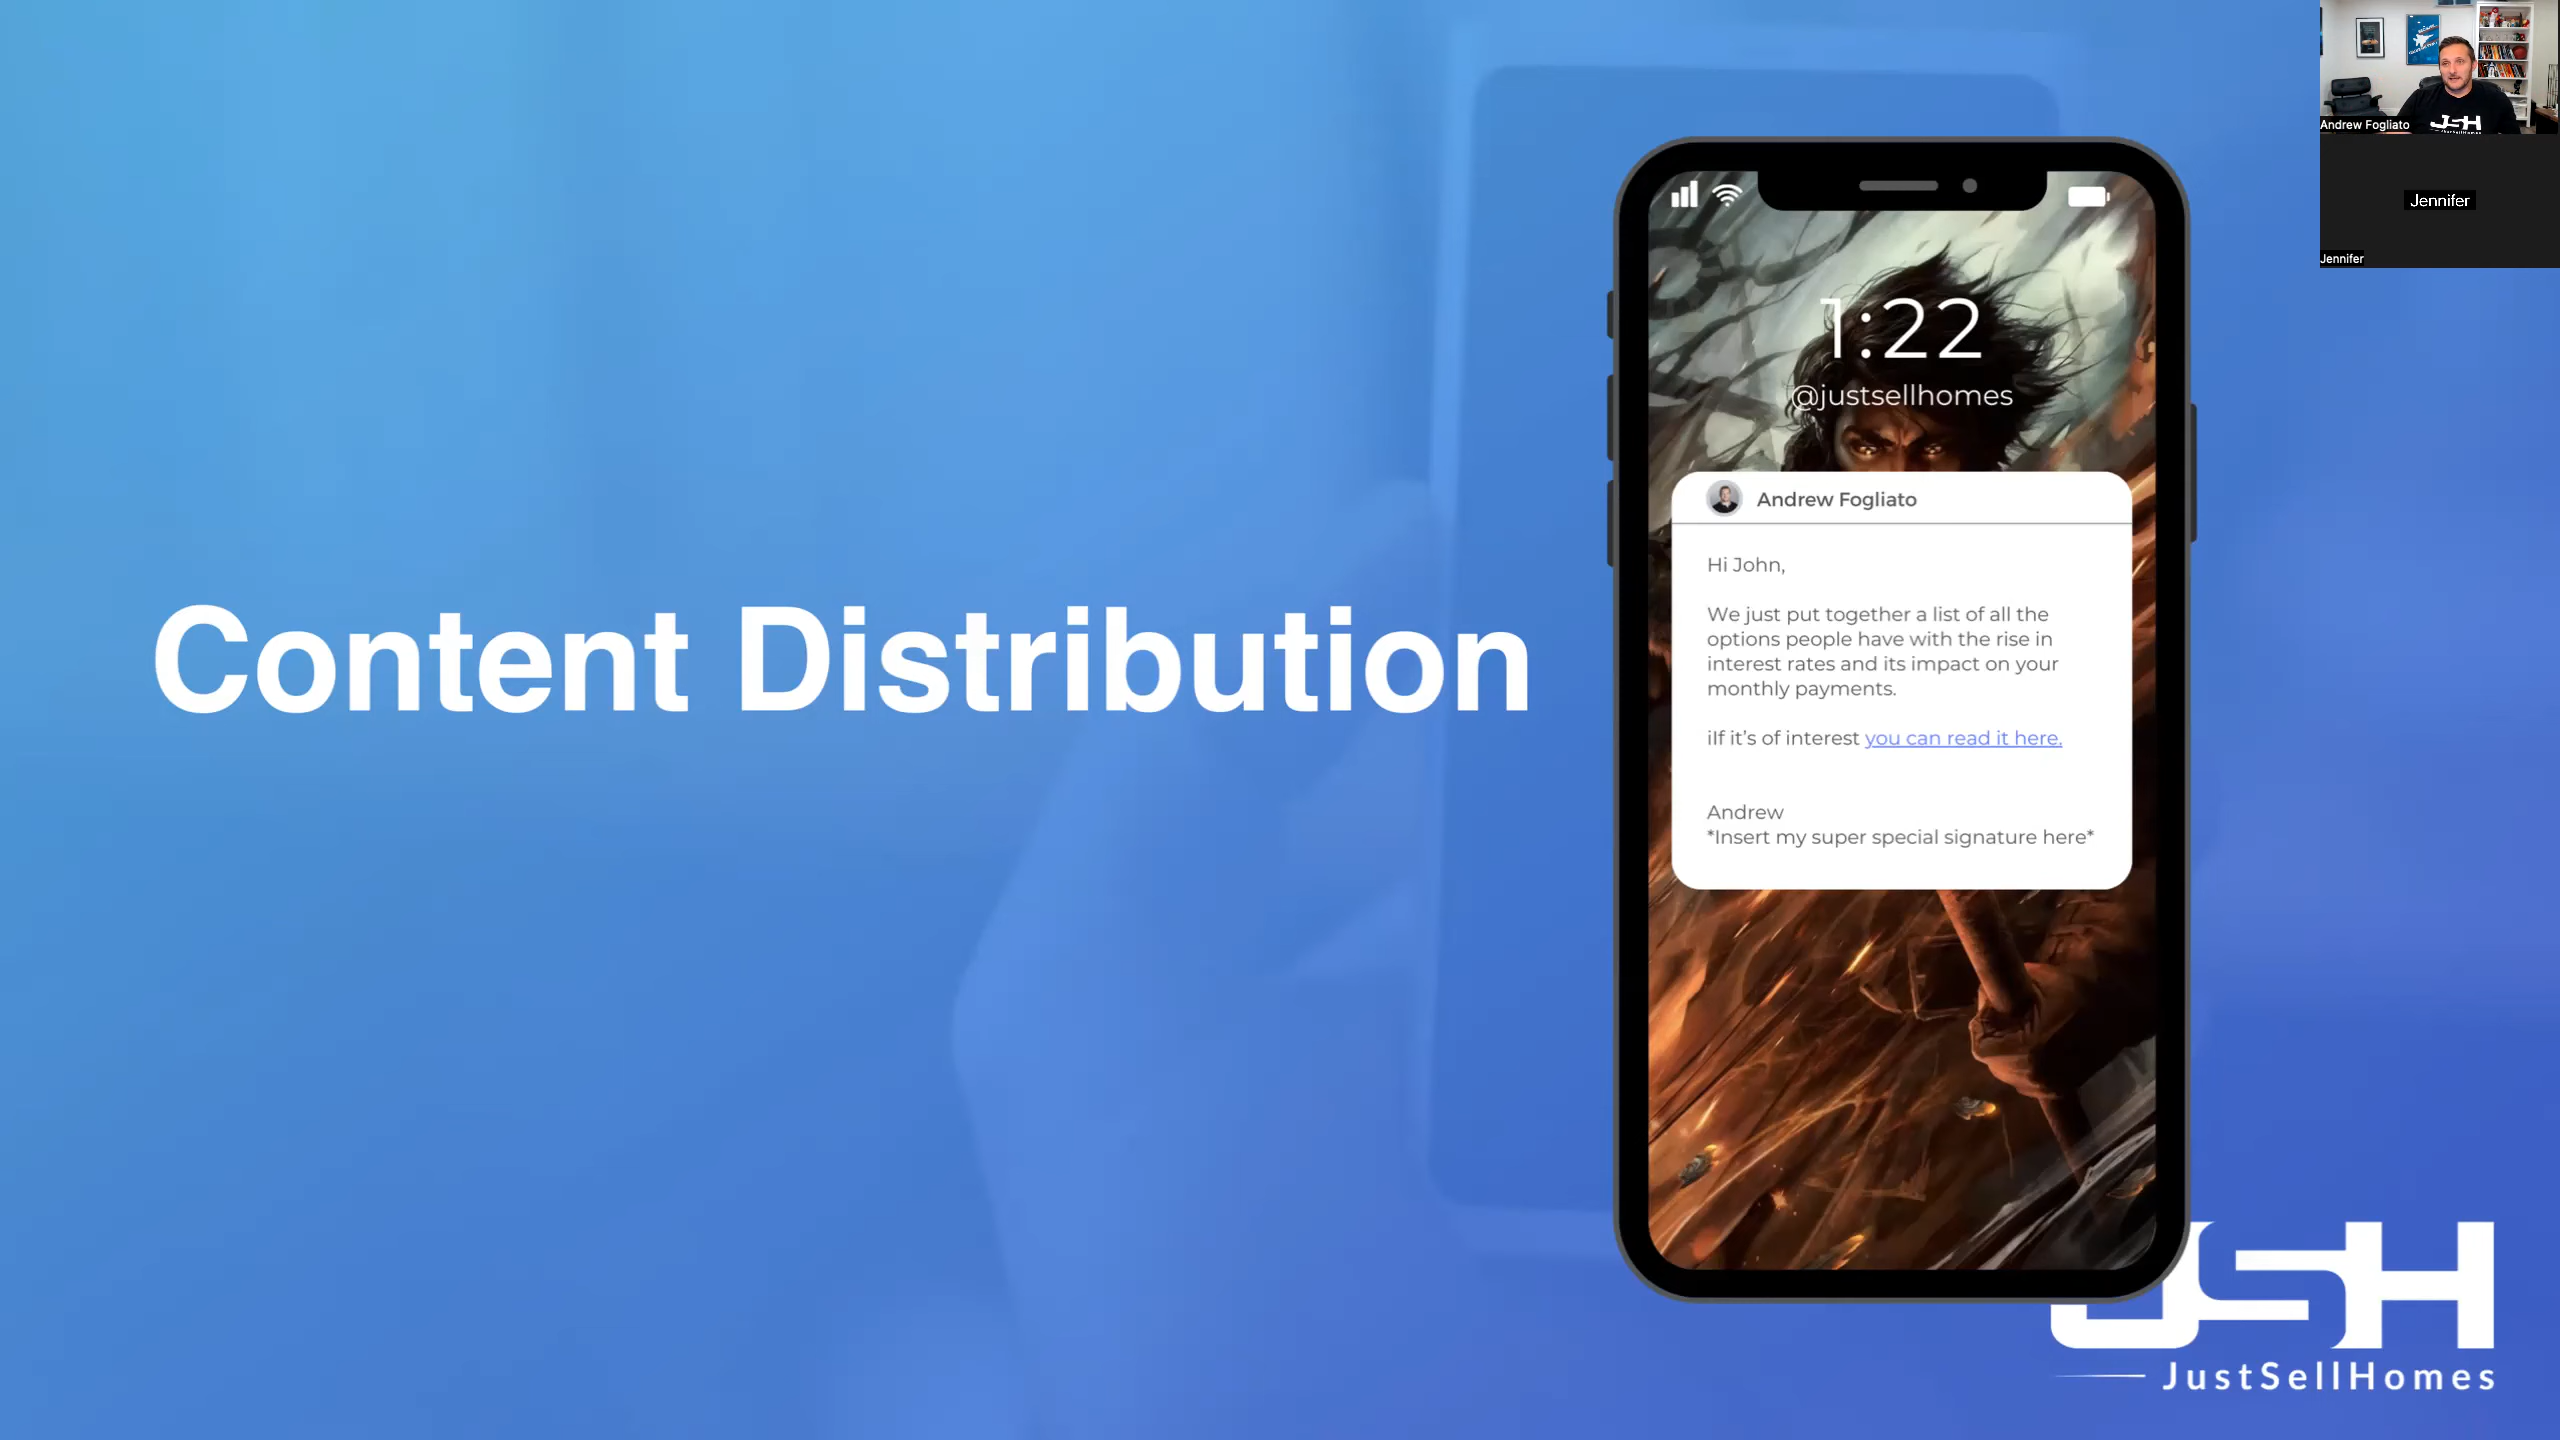 Content Distribution
1:22
@justsellhomes
Andrew Fogliato
Hi John,
We just put together a list of all the
options people have with the rise in
interest rates and its impact on your
monthly payments.
iIf it’s of interest you can read it here.
Andrew
*Insert my super special signature here*
JSH
JustSellHomes
JSH
Andrew Fogliato
Jennifer
Jennifer